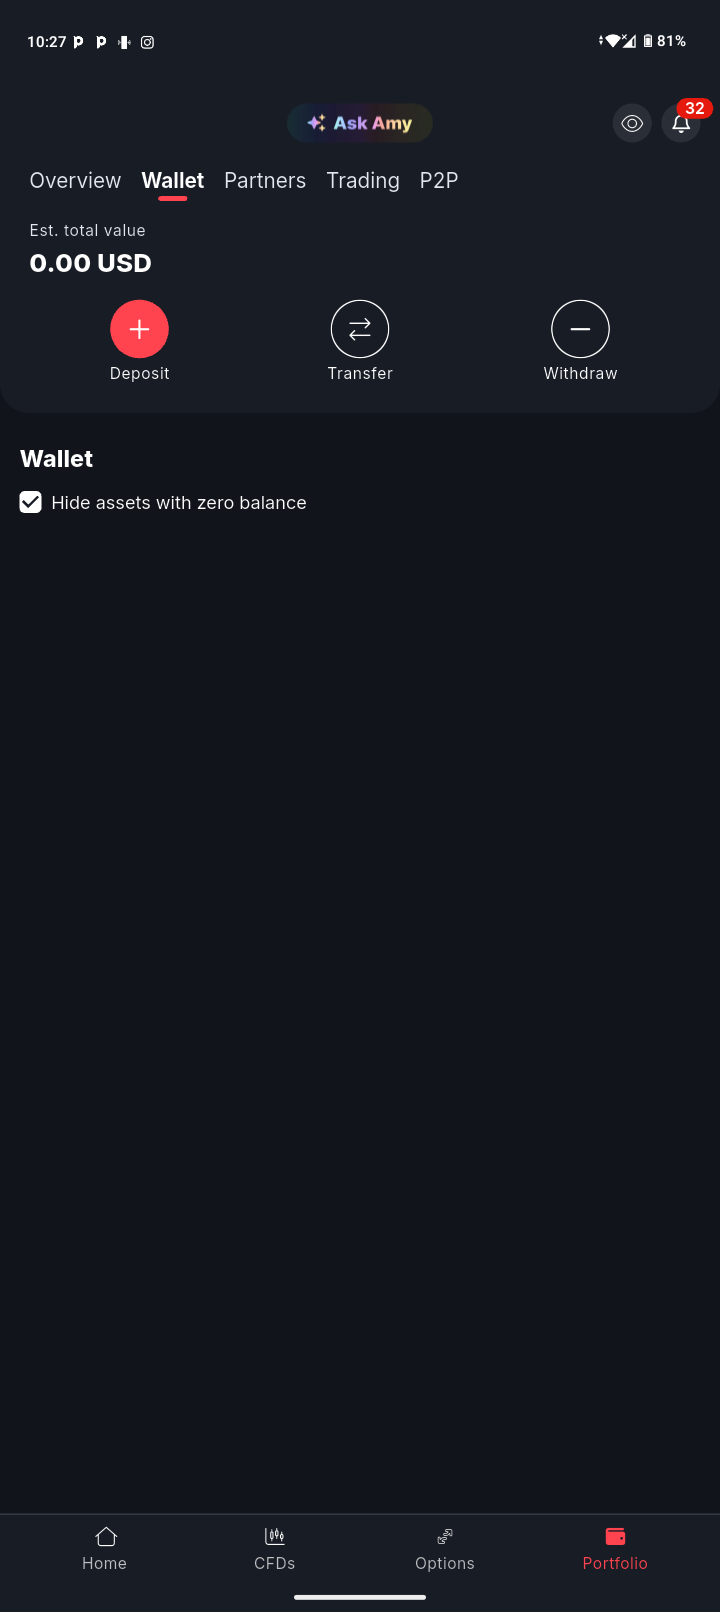 10:27
81%
32
Ask Amy
Overview Wallet Partners Trading P2P
Est. total value
0.00 USD
Deposit Transfer Withdraw
Wallet
Hide assets with zero balance
Home CFDs Options Portfolio